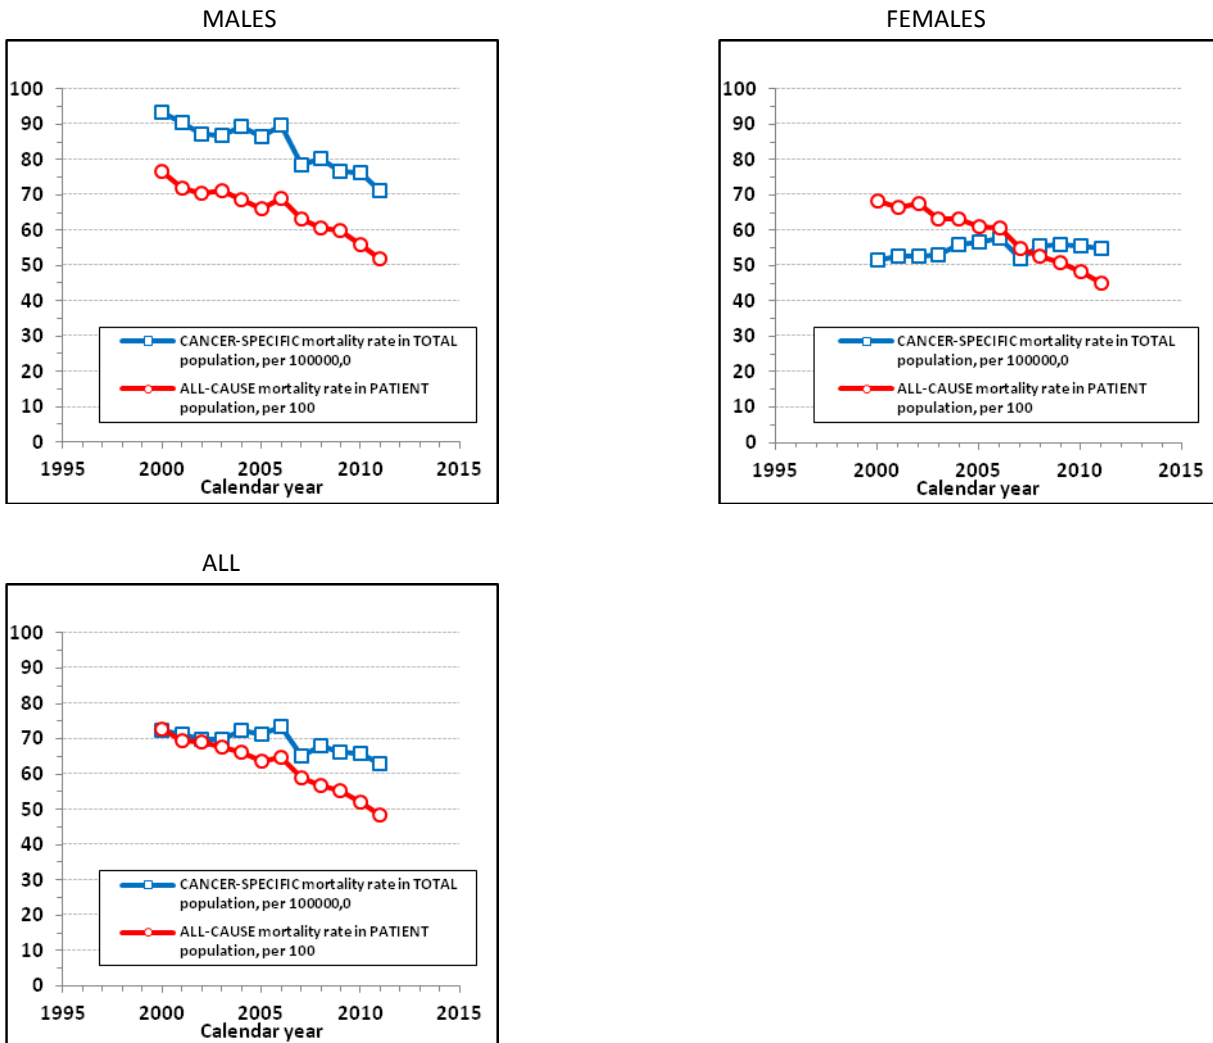 MALES
100
90
80
70
60
50
40
30
20
10
0
CANCER-SPECIFIC mortality rate in TOTAL
population, per 100000,0
ALL-CAUSE mortality rate in PATIENT
population, per 100
1995 2000 2005 2010 2015
Calendar year
FEMALES
100
90
80
70
60
50
40
30
20
10
0
CANCER-SPECIFIC mortality rate in TOTAL
population, per 100000,0
ALL-CAUSE mortality rate in PATIENT
population, per 100
1995 2000 2005 2010 2015
Calendar year
ALL
100
90
80
70
60
50
40
30
20
10
0
CANCER-SPECIFIC mortality rate in TOTAL
population, per 100000,0
ALL-CAUSE mortality rate in PATIENT
population, per 100
1995 2000 2005 2010 2015
Calendar year